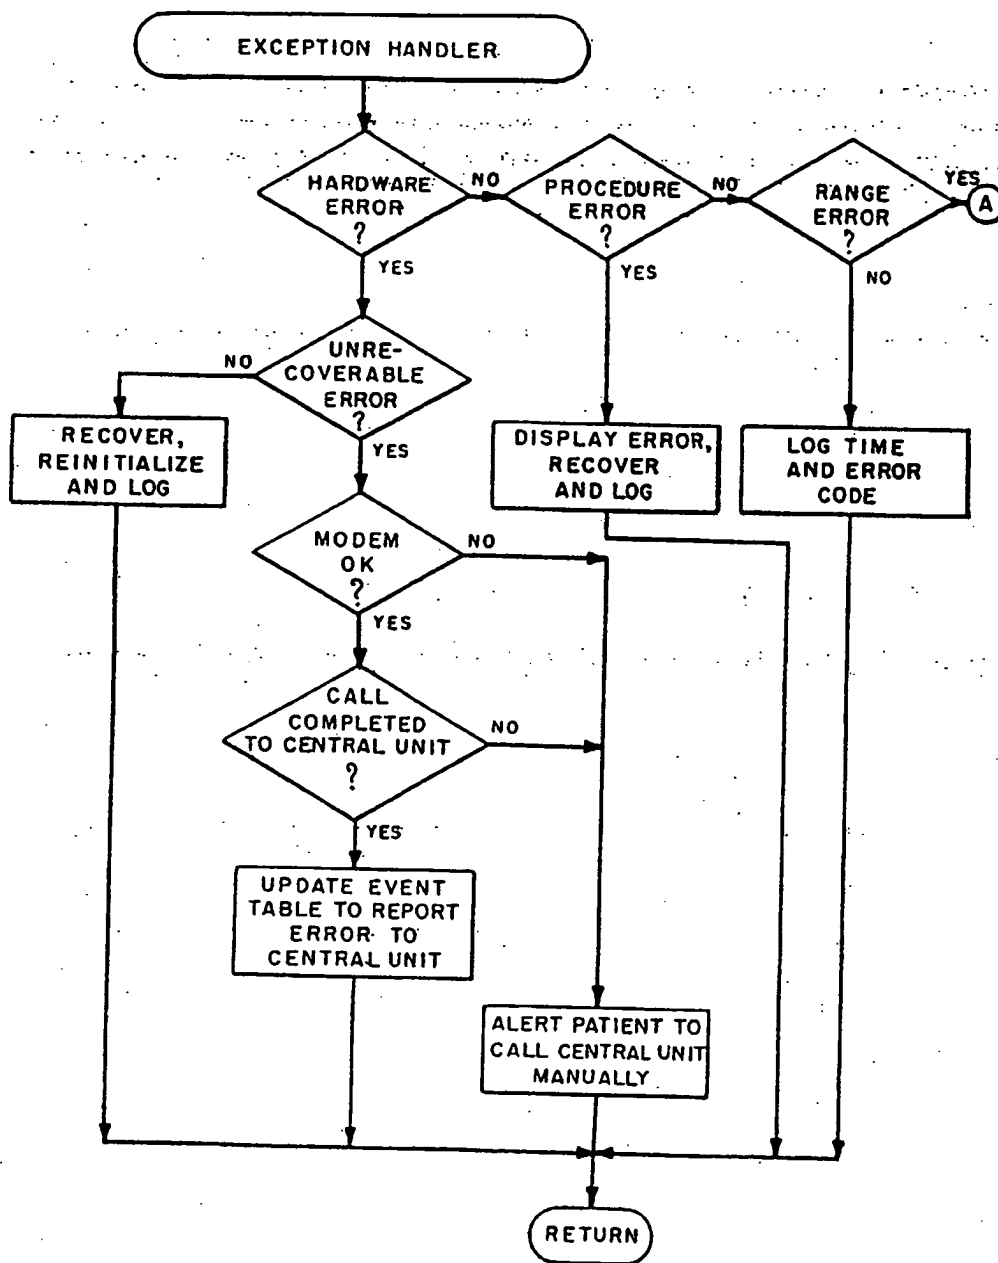 EXCEPTION HANDLER
HARDWARE
ERROR
?
NO
YES
PROCEDURE
ERROR
?
NO
YES
RANGE
ERROR
?
YES
A
NO
UNRE-
COVERABLE
ERROR
?
NO
YES
RECOVER,
REINITIALIZE
AND LOG
DISPLAY ERROR,
RECOVER
AND LOG
LOG TIME
AND ERROR
CODE
MODEM
OK
?
NO
YES
CALL
COMPLETED
TO CENTRAL UNIT
?
NO
YES
UPDATE EVENT
TABLE TO REPORT
ERROR TO
CENTRAL UNIT
ALERT PATIENT TO
CALL CENTRAL UNIT
MANUALLY
RETURN